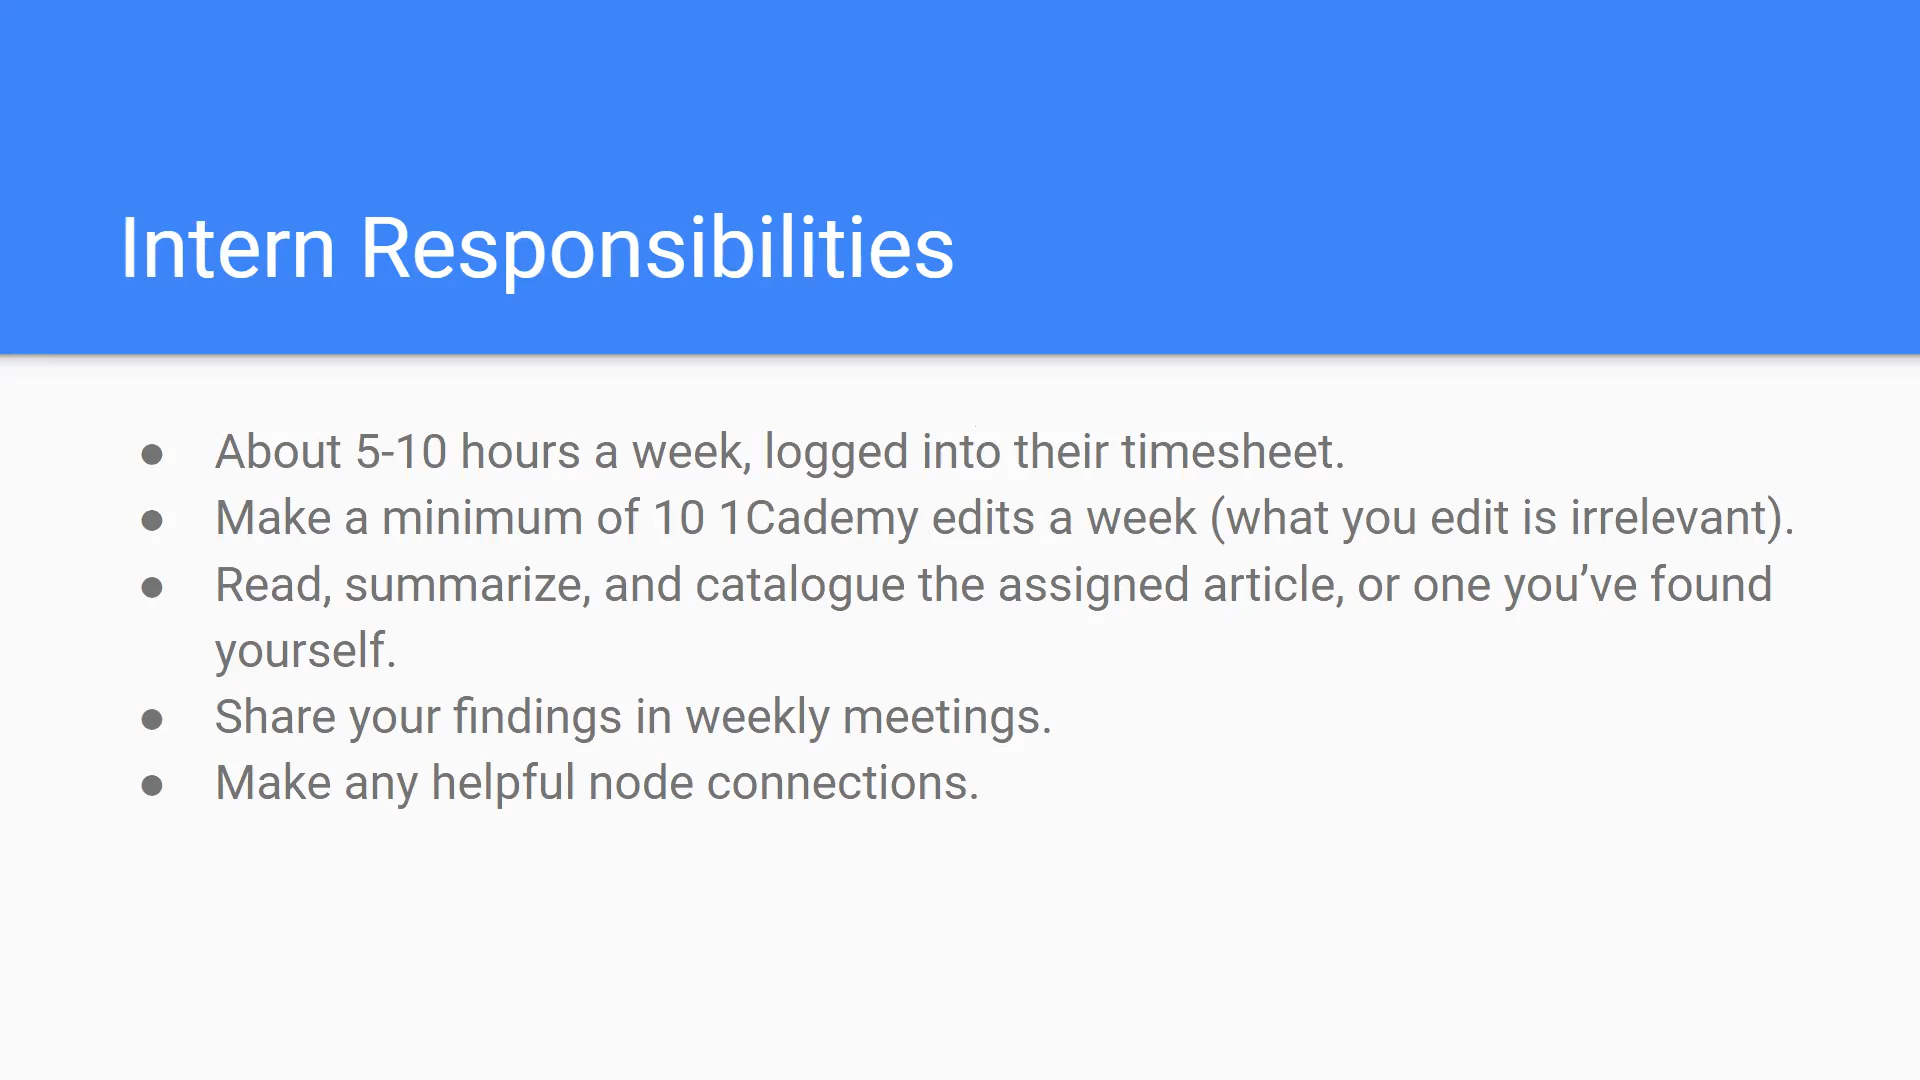 Intern Responsibilities
● About 5-10 hours a week, logged into their timesheet.
● Make a minimum of 10 1Cademy edits a week (what you edit is irrelevant).
● Read, summarize, and catalogue the assigned article, or one you’ve found
yourself.
● Share your findings in weekly meetings.
● Make any helpful node connections.